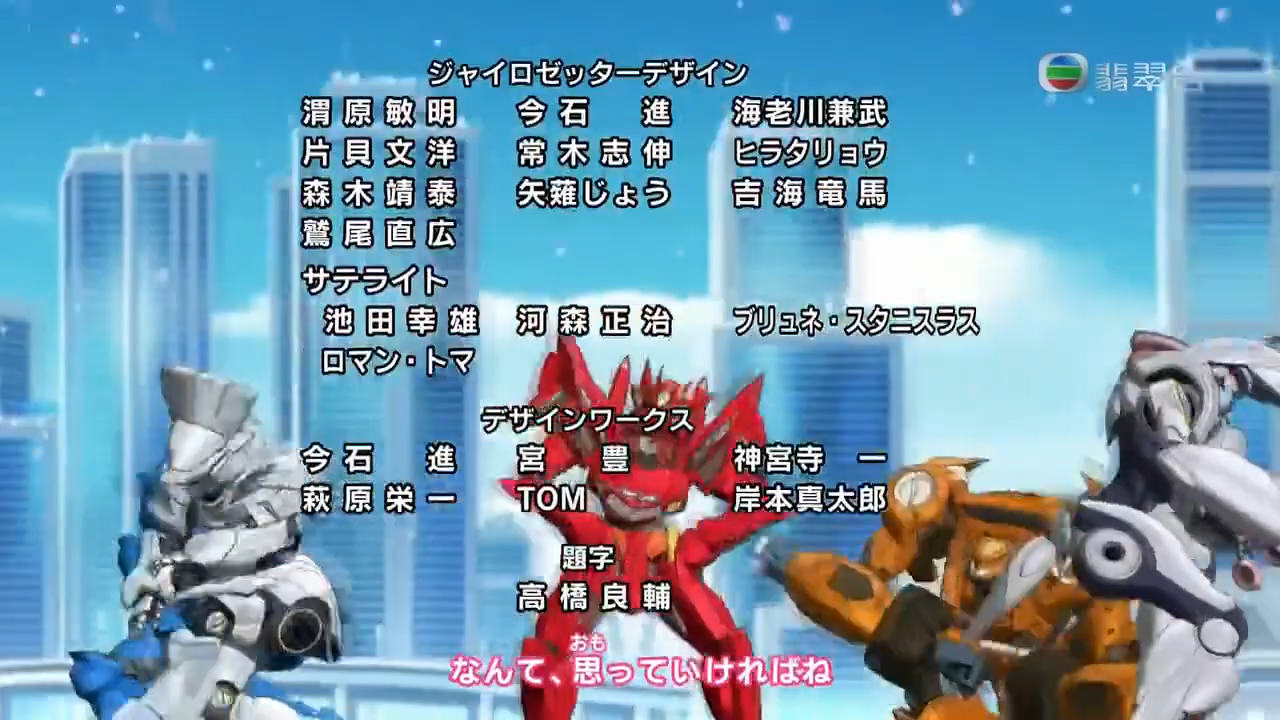 ジャイロゼッターデザイン
渭原敏明 今石 進 海老川兼武
片貝文洋 常木志伸 ヒラタリョウ
森木靖泰 矢薙じょう 吉海竜馬
鷲尾直広
サテライト
池田幸雄 河森正治 ブリュネ・スタニスラス
ロマン・トマ
デザインワークス
今石 進 宮 豊 神宮寺 一
萩原栄一 TOM 岸本真太郎
題字
高橋良輔
おも
なんて、思っていければね
翡翠台